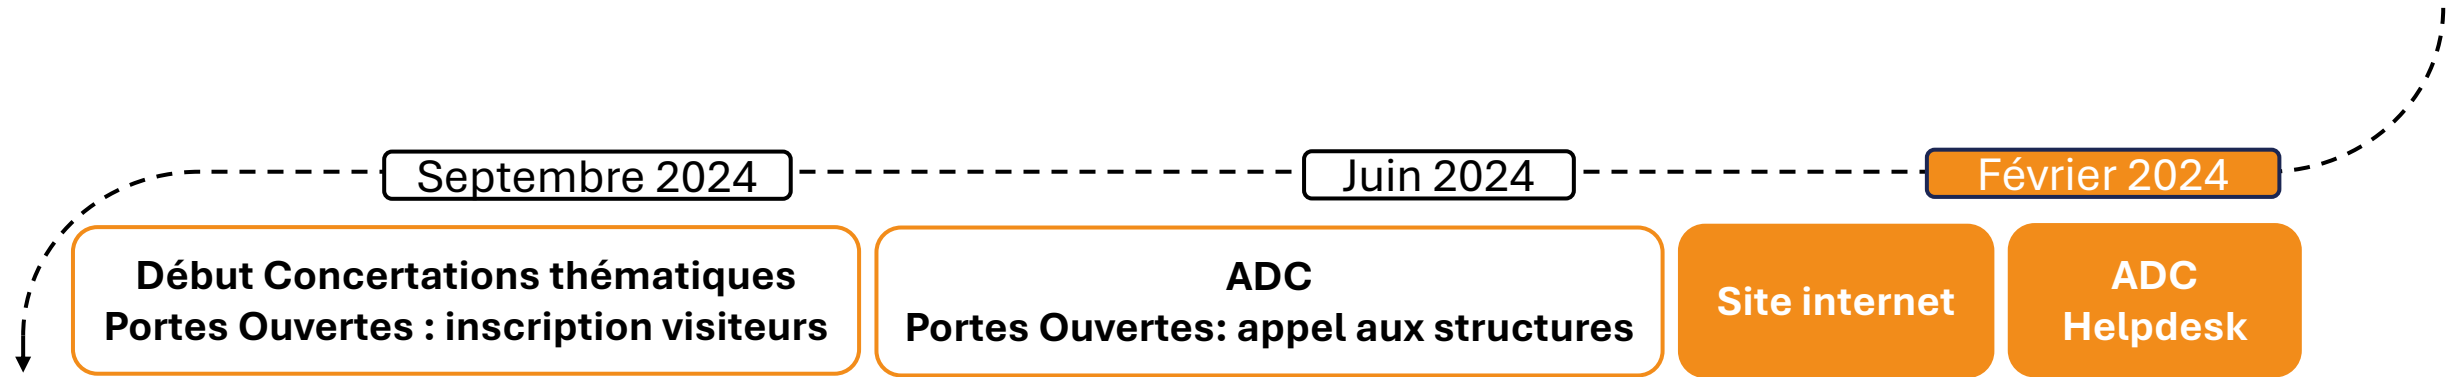 Septembre 2024
Juin 2024
Février 2024
Début Concertations thématiques
Portes Ouvertes : inscription visiteurs
ADC
Portes Ouvertes: appel aux structures
Site internet
ADC
Helpdesk